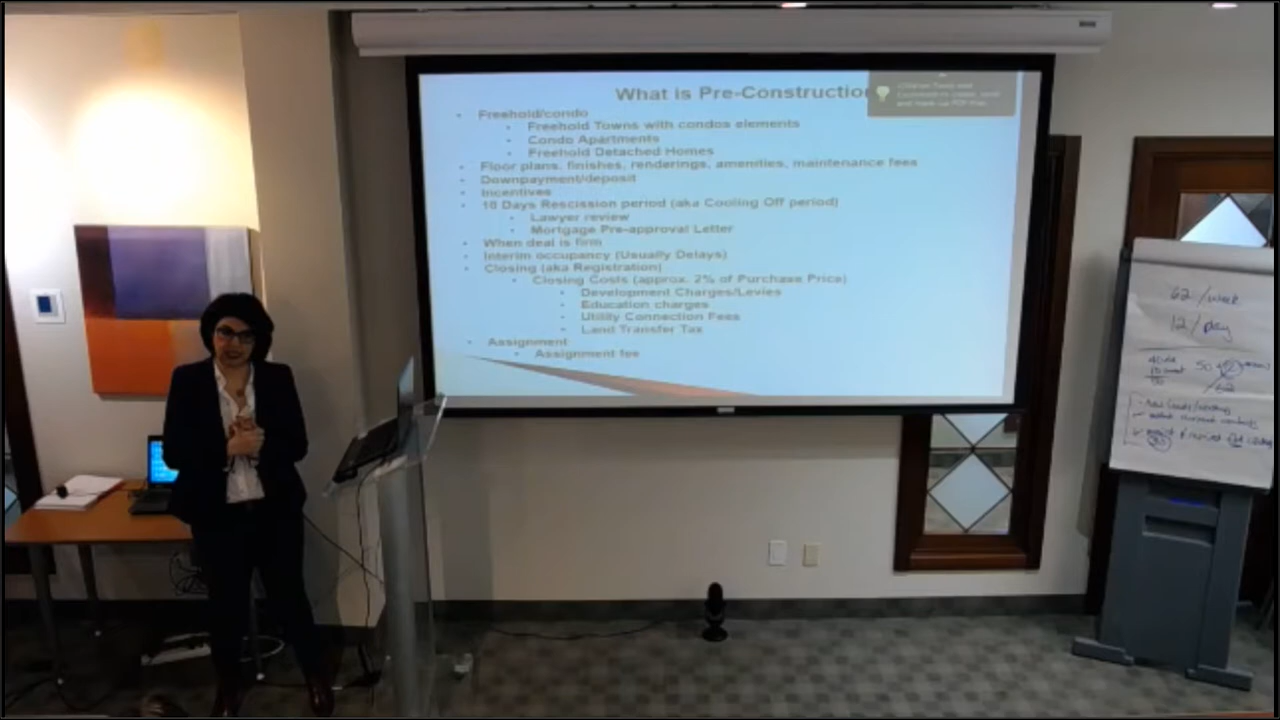 What is Pre-Construction
Freehold/condo
Freehold Towns with condos elements
Condo Apartments
Freehold Detached Homes
Floor plans, finishes, renderings, amenities, maintenance fees
Downpayment/deposit
Incentives
10 Days Rescission period (aka Cooling Off period)
Lawyer review
Mortgage Pre-approval Letter
When deal is firm
Interim occupancy (Usually Delays)
Closing (aka Registration)
Closing Costs (approx. 2% of Purchase Price)
Development Charges/Levies
Education charges
Utility Connection Fees
Land Transfer Tax
Assignment
Assignment fee
62 /week
12/day
50